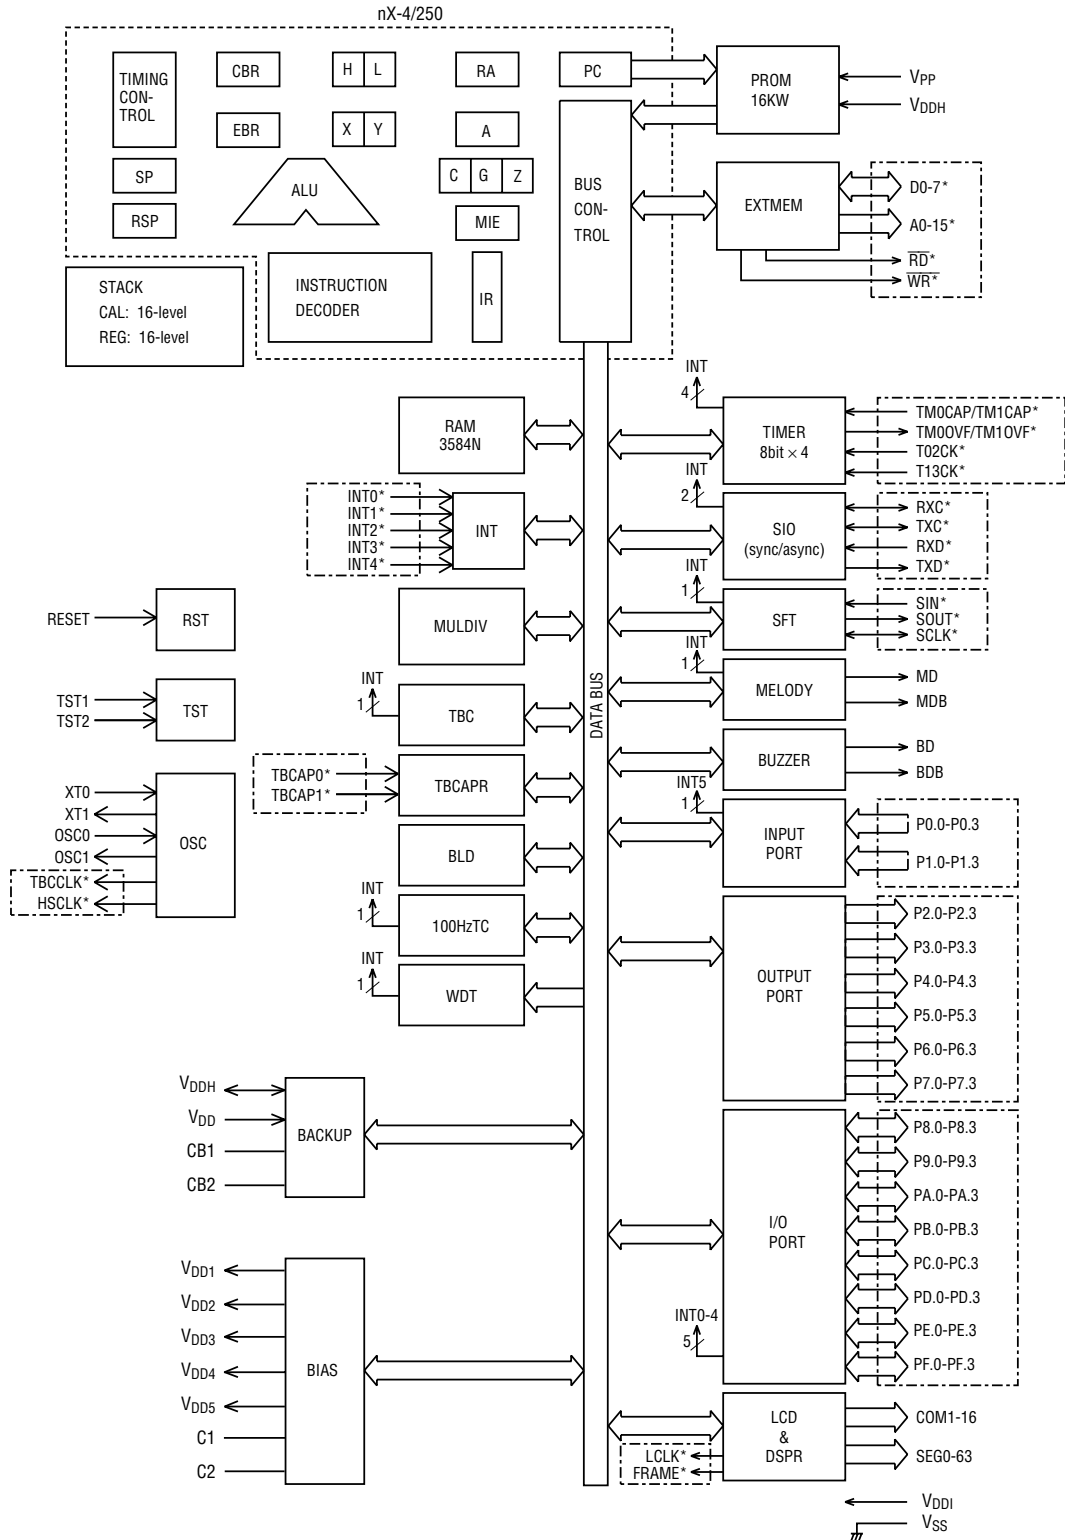 nX-4/250
TIMING
CON-
TROL
CBR
H L
RA
PC
PROM
16KW
VPP
VDDH
EBR
X Y
A
SP
ALU
C G Z
BUS
CON-
TROL
EXTMEM
D0-7*
A0-15*
RD*
WR*
RSP
MIE
STACK
CAL: 16-level
REG: 16-level
INSTRUCTION
DECODER
IR
INT
4
RAM
3584N
TIMER
8bit × 4
TM0CAP/TM1CAP*
TM0OVF/TM1OVF*
T02CK*
T13CK*
INT0*
INT1*
INT2*
INT3*
INT4*
INT
INT
2
SIO
(sync/async)
RXC*
TXC*
RXD*
TXD*
RESET
RST
MULDIV
INT
1
SFT
SIN*
SOUT*
SCLK*
TST1
TST2
TST
INT
1
TBC
DATA BUS
INT
1
MELODY
MD
MDB
TBCAP0*
TBCAP1*
TBCAPR
BUZZER
BD
BDB
XT0
XT1
OSC0
OSC1
TBCCLK*
HSCLK*
OSC
BLD
INT5
1
INPUT
PORT
P0.0-P0.3
P1.0-P1.3
INT
1
100HzTC
INT
1
WDT
OUTPUT
PORT
P2.0-P2.3
P3.0-P3.3
P4.0-P4.3
P5.0-P5.3
P6.0-P6.3
P7.0-P7.3
VDDH
VDD
CB1
CB2
BACKUP
I/O
PORT
P8.0-P8.3
P9.0-P9.3
PA.0-PA.3
PB.0-PB.3
PC.0-PC.3
PD.0-PD.3
PE.0-PE.3
PF.0-PF.3
INT0-4
5
VDD1
VDD2
VDD3
VDD4
VDD5
C1
C2
BIAS
LCD
&
DSPR
LCLK*
FRAME*
COM1-16
SEG0-63
VDDI
VSS